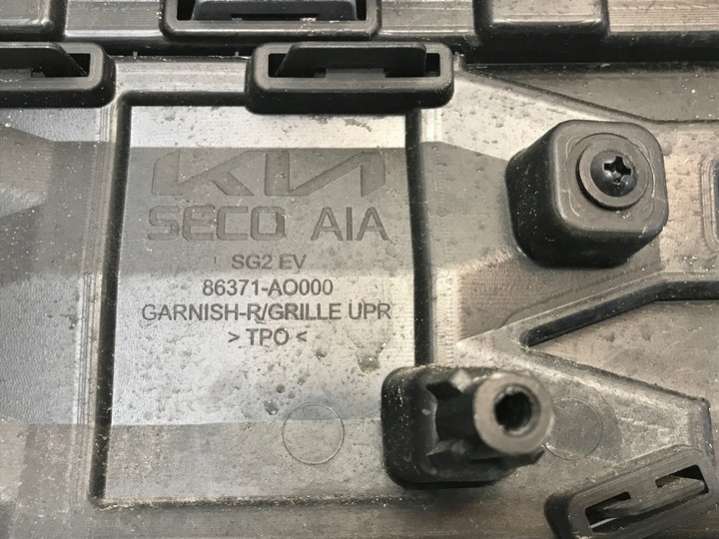 KIA
SECO AIA
SG2 EV
86371-AO000
GARNISH-R/GRILLE UPR
> TPO <